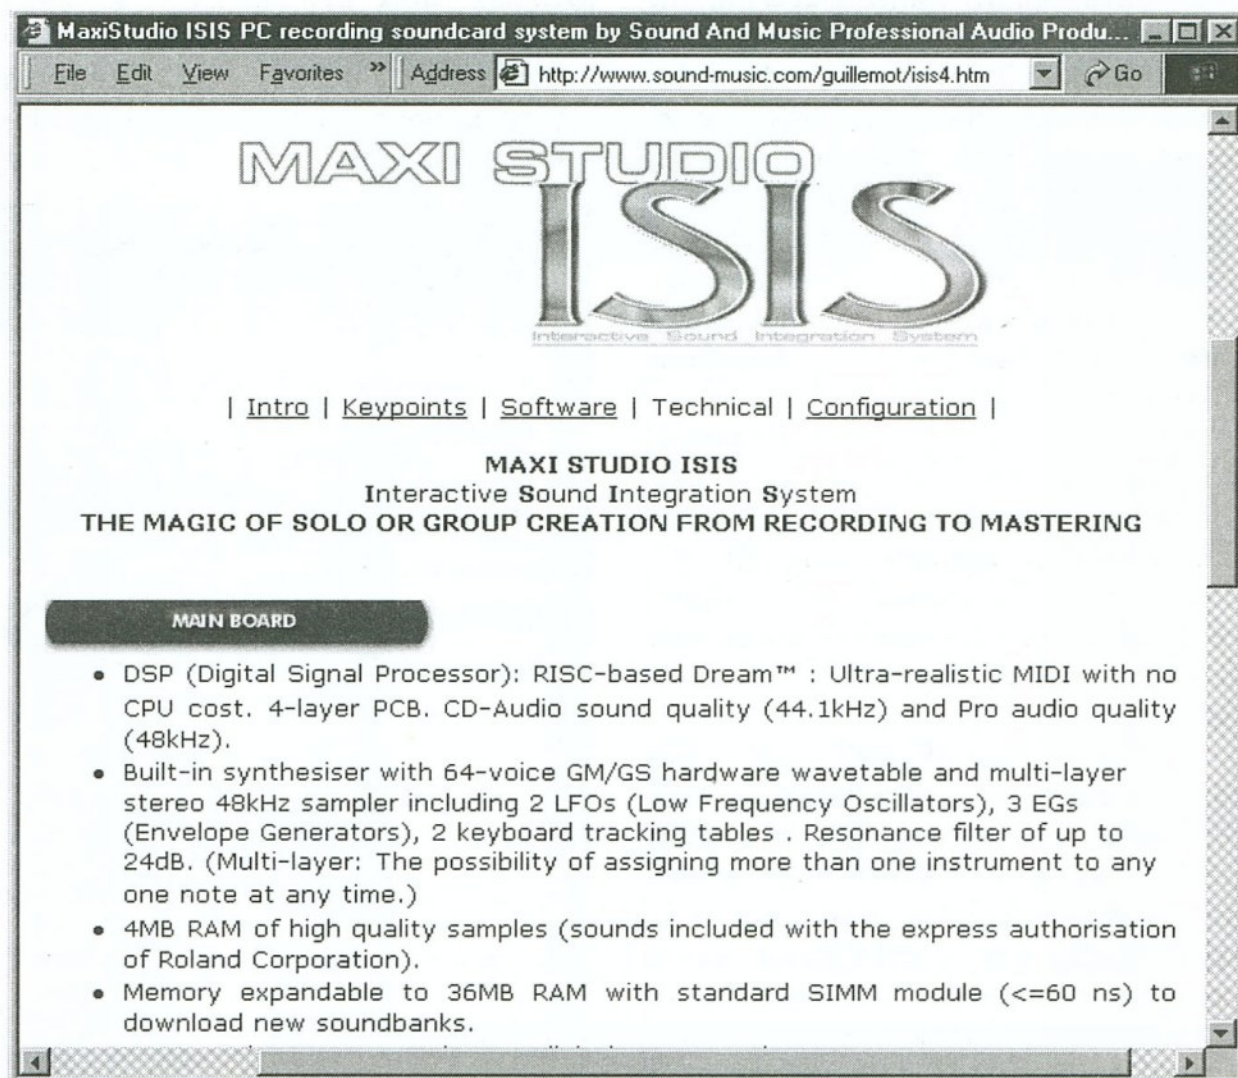 MaxiStudio ISIS PC recording soundcard system by Sound And Music Professional Audio Produ...
File Edit View Favorites » Address http://www.sound-music.com/guillemot/isis4.htm Go
MAXI STUDIO
ISIS
Interactive Sound Integration System
| Intro | Keypoints | Software | Technical | Configuration |
MAXI STUDIO ISIS
Interactive Sound Integration System
THE MAGIC OF SOLO OR GROUP CREATION FROM RECORDING TO MASTERING
MAIN BOARD
• DSP (Digital Signal Processor): RISC-based Dream™ : Ultra-realistic MIDI with no
CPU cost. 4-layer PCB. CD-Audio sound quality (44.1kHz) and Pro audio quality
(48kHz).
• Built-in synthesiser with 64-voice GM/GS hardware wavetable and multi-layer
stereo 48kHz sampler including 2 LFOs (Low Frequency Oscillators), 3 EGs
(Envelope Generators), 2 keyboard tracking tables . Resonance filter of up to
24dB. (Multi-layer: The possibility of assigning more than one instrument to any
one note at any time.)
• 4MB RAM of high quality samples (sounds included with the express authorisation
of Roland Corporation).
• Memory expandable to 36MB RAM with standard SIMM module (<=60 ns) to
download new soundbanks.